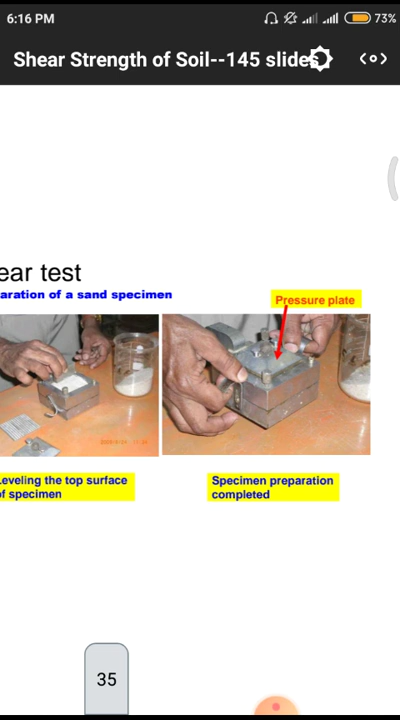 6:16 PM
73%
Shear Strength of Soil--145 slides
ear test
aration of a sand specimen
Pressure plate
Leveling the top surface
of specimen
Specimen preparation
completed
35